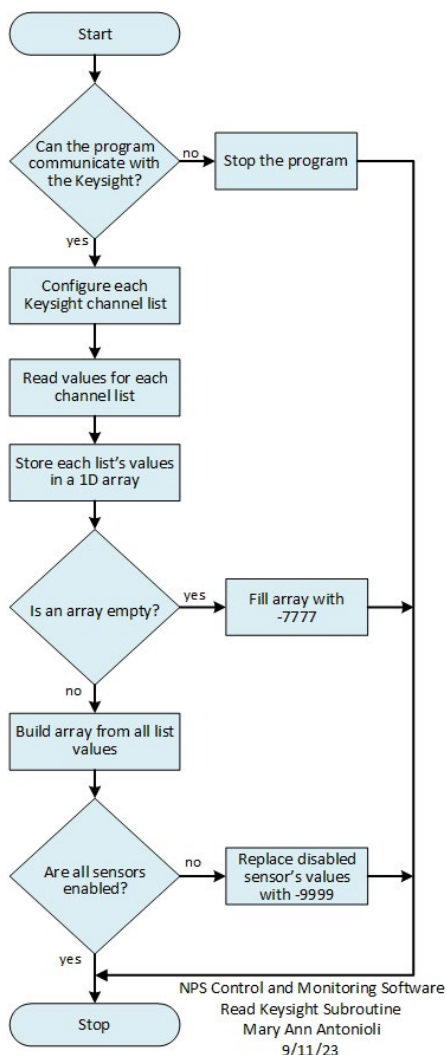 Start
Can the program
communicate with
the Keysight?
no
Stop the program
yes
Configure each
Keysight channel list
Read values for each
channel list
Store each list's values
in a 1D array
Is an array empty?
yes
Fill array with
-7777
no
Build array from all list
values
Are all sensors
enabled?
no
Replace disabled
sensor's values
with -9999
yes
Stop
NPS Control and Monitoring Software
Read Keysight Subroutine
Mary Ann Antonioli
9/11/23